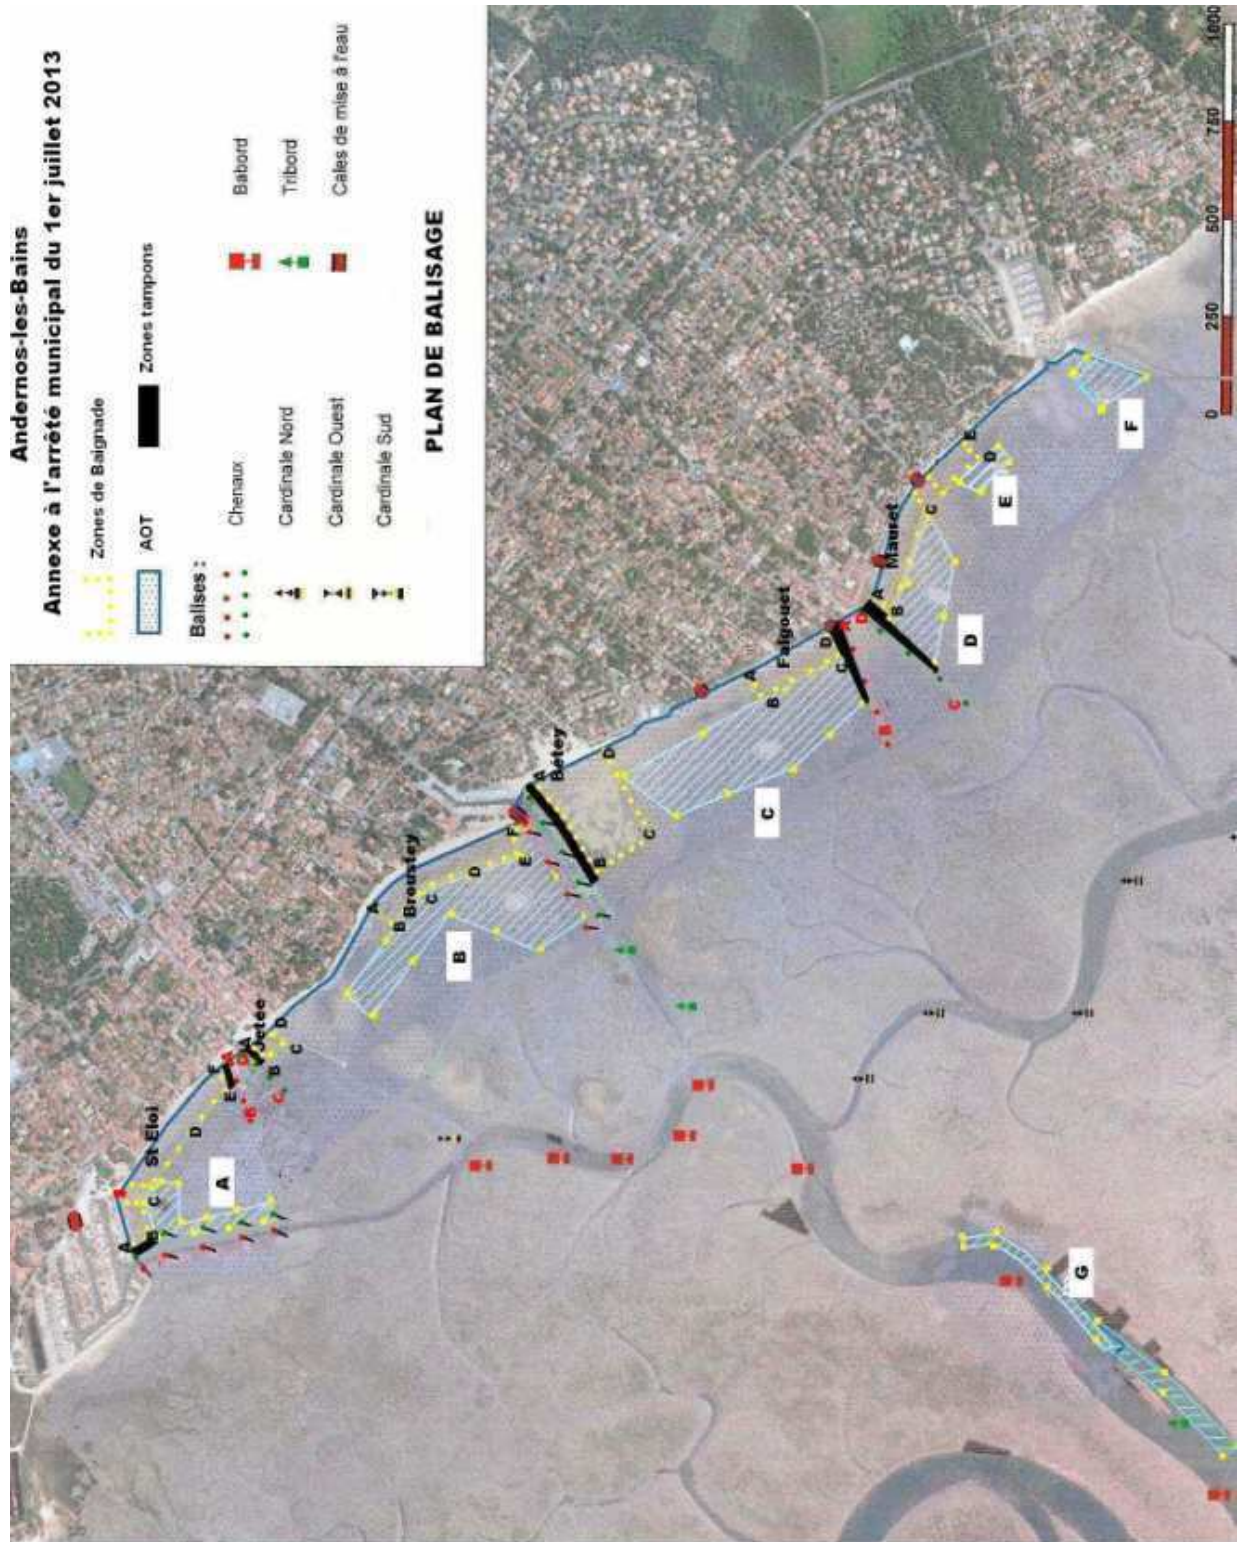 Andernos-les-Bains
Annexe à l'arrêté municipal du 1er juillet 2013
Zones de Baignade
AOT
Zones tampons
Balises :
Chenaux
Babord
Cardinale Nord
Tribord
Cardinale Ouest
Cales de mise à l'eau
Cardinale Sud
PLAN DE BALISAGE
St Eloi
A
B
C
D
E
F
A
Jetée
A
B
C
D
B
C
Broustey
A
B
C
D
E
F
B
Bétey
A
B
C
D
Falgouet
A
B
C
D
C
A
B
C
D
Mauret
A
B
C
D
E
D
E
F
G
0 250 500 750 1000